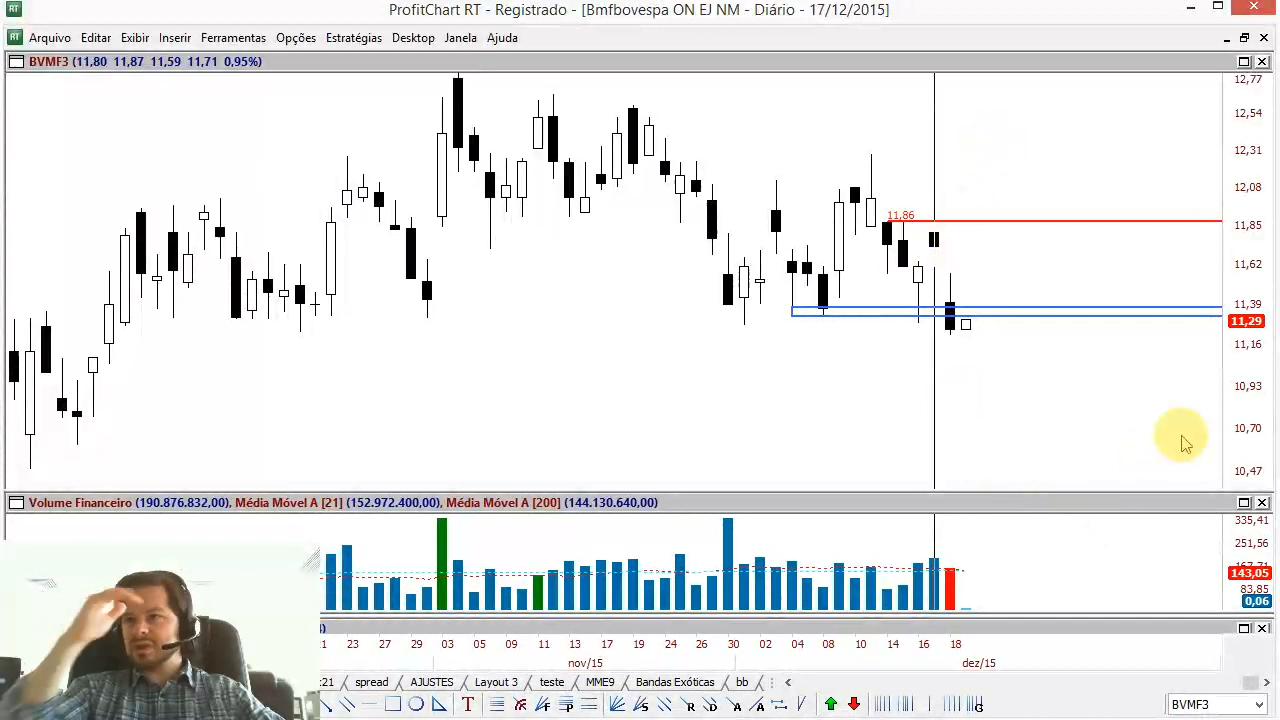 RT ProfitChart RT - Registrado - [Bmfbovespa ON EJ NM - Diário - 17/12/2015]
RT Arquivo Editar Exibir Inserir Ferramentas Opções Estratégias Desktop Janela Ajuda
BVMF3 (11,80 11,87 11,59 11,71 0,95%)
12,77
12,54
12,31
12,08
11,86
11,85
11,62
11,39
11,29
11,16
10,93
10,70
10,47
Volume Financeiro (190.876.832,00), Média Móvel A [21] (152.972.400,00), Média Móvel A [200] (144.130.640,00)
335,41
251,56
143,05
83,85
0,06
23 27 29 03 05 09 11 13 17 19 23 25 27 02 04 08 10 14 16 18
nov/15 dez/15
21 spread AJUSTES Layout 3 teste MME9 Bandas Exóticas bb
BVMF3